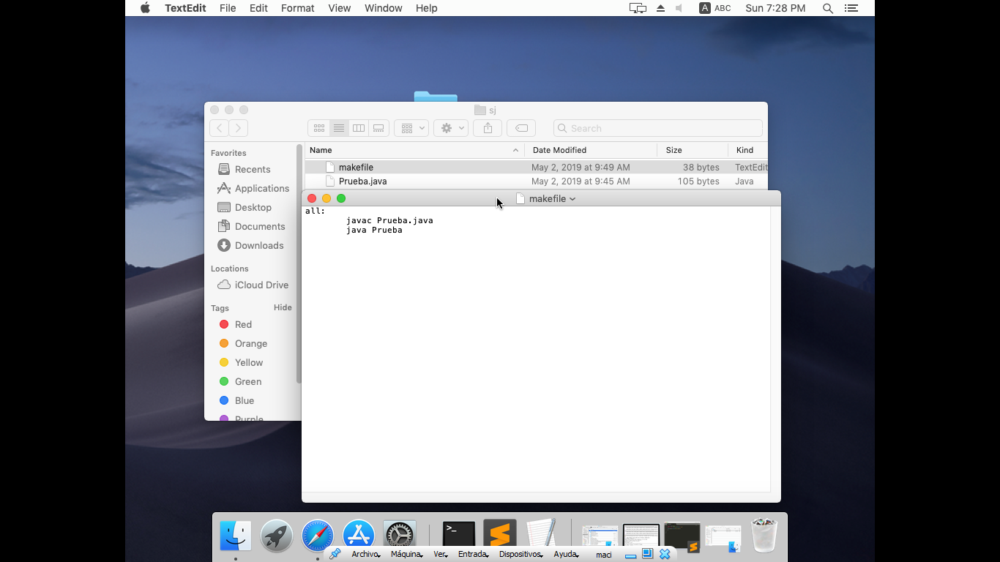 TextEdit File Edit Format View Window Help A ABC Sun 7:28 PM
sj
Search
Favorites
Recents
Applications
Desktop
Documents
Downloads
Locations
iCloud Drive
Tags Hide
Red
Orange
Yellow
Green
Blue
Purple
Name Date Modified Size Kind
makefile May 2, 2019 at 9:49 AM 38 bytes TextEdit
Prueba.java May 2, 2019 at 9:45 AM 105 bytes Java
makefile
all:
javac Prueba.java
java Prueba
>_
Archivo Máquina Ver Entrada Dispositivos Ayuda maci